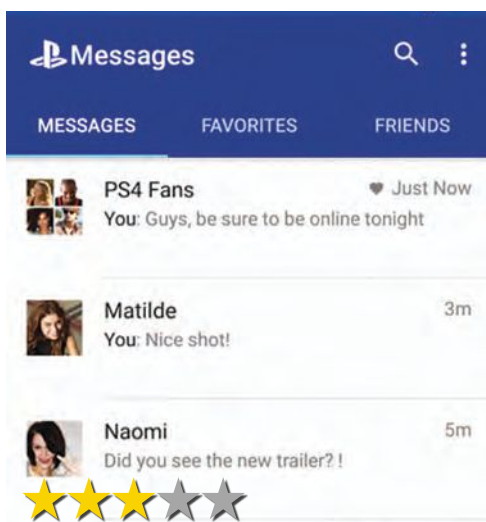 Messages
MESSAGES FAVORITES FRIENDS
PS4 Fans Just Now
You: Guys, be sure to be online tonight
Matilde 3m
You: Nice shot!
Naomi 5m
Did you see the new trailer? !